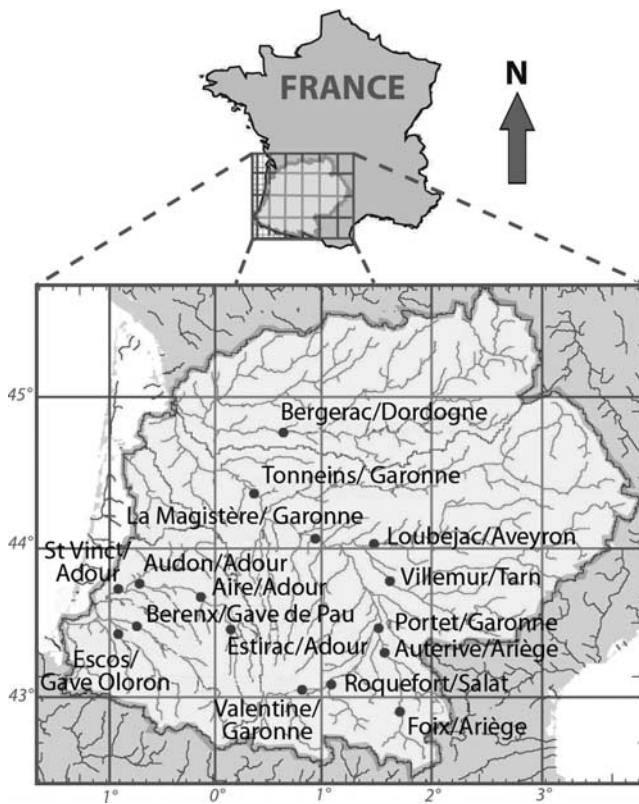 FRANCE
N
45°
Bergerac/Dordogne
Tonneins/ Garonne
La Magistère/ Garonne
Loubejac/Aveyron
44°
St Vinct/
Adour
Audon/Adour
Aire/Adour
Villemur/Tarn
Berenx/Gave de Pau
Estirac/Adour
Portet/Garonne
Auterive/Ariège
Escos/
Gave Oloron
43°
Roquefort/Salat
Valentine/
Garonne
Foix/Ariège
1° 0° 1° 2° 3°